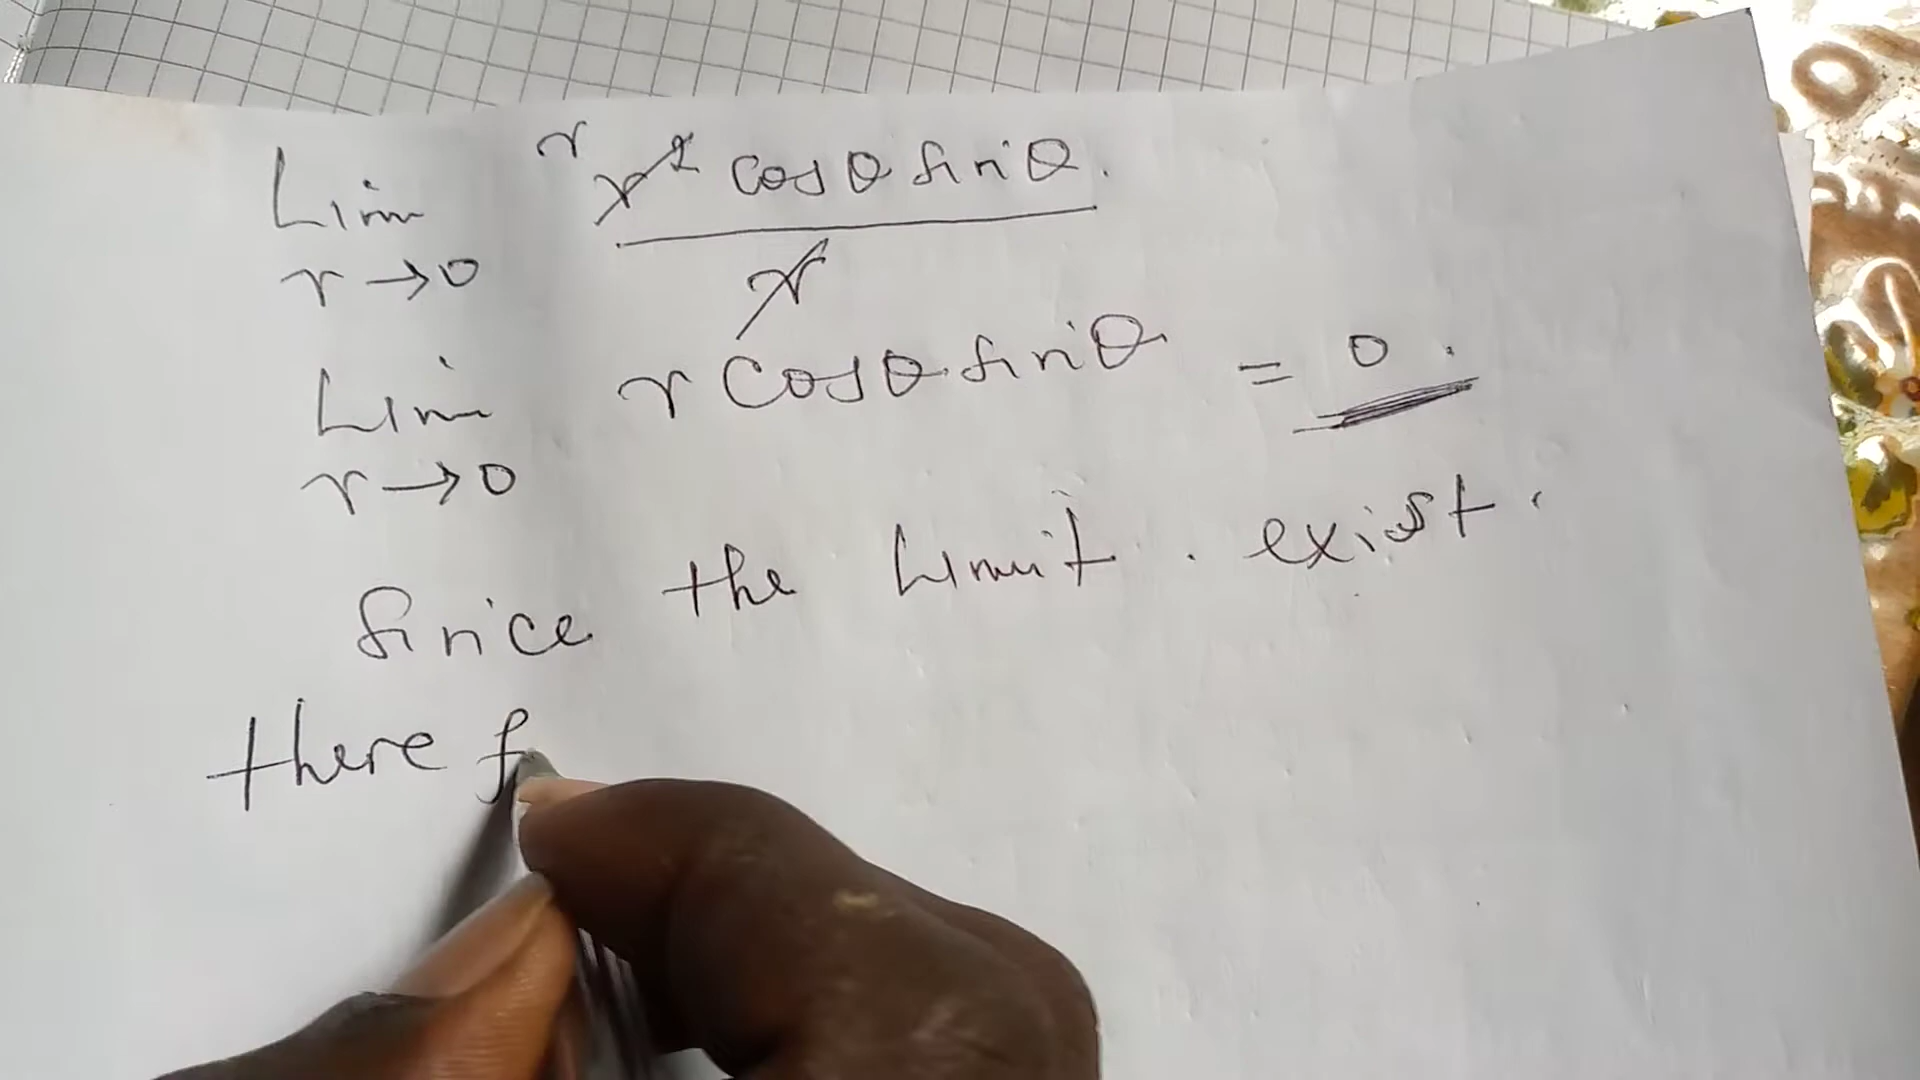 r r² cosθ sinθ.
Lim
r→0 r
Lim r cosθ sinθ = 0.
r→0
Since the limit. exist.
there f